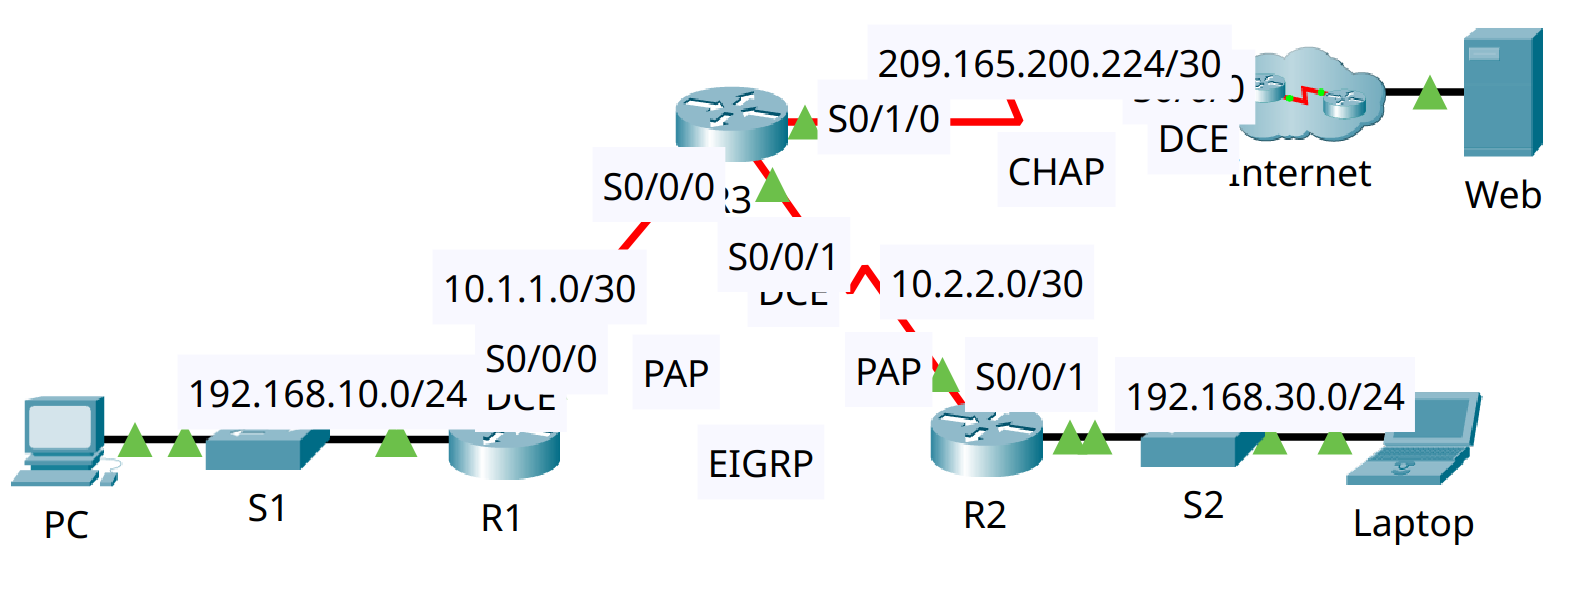 209.165.200.224/30
S0/1/0
DCE
CHAP
Internet
Web
S0/0/0
R3
S0/0/1
DCE
10.1.1.0/30
10.2.2.0/30
S0/0/0
DCE
PAP
PAP
S0/0/1
192.168.10.0/24
192.168.30.0/24
EIGRP
PC
S1
R1
R2
S2
Laptop